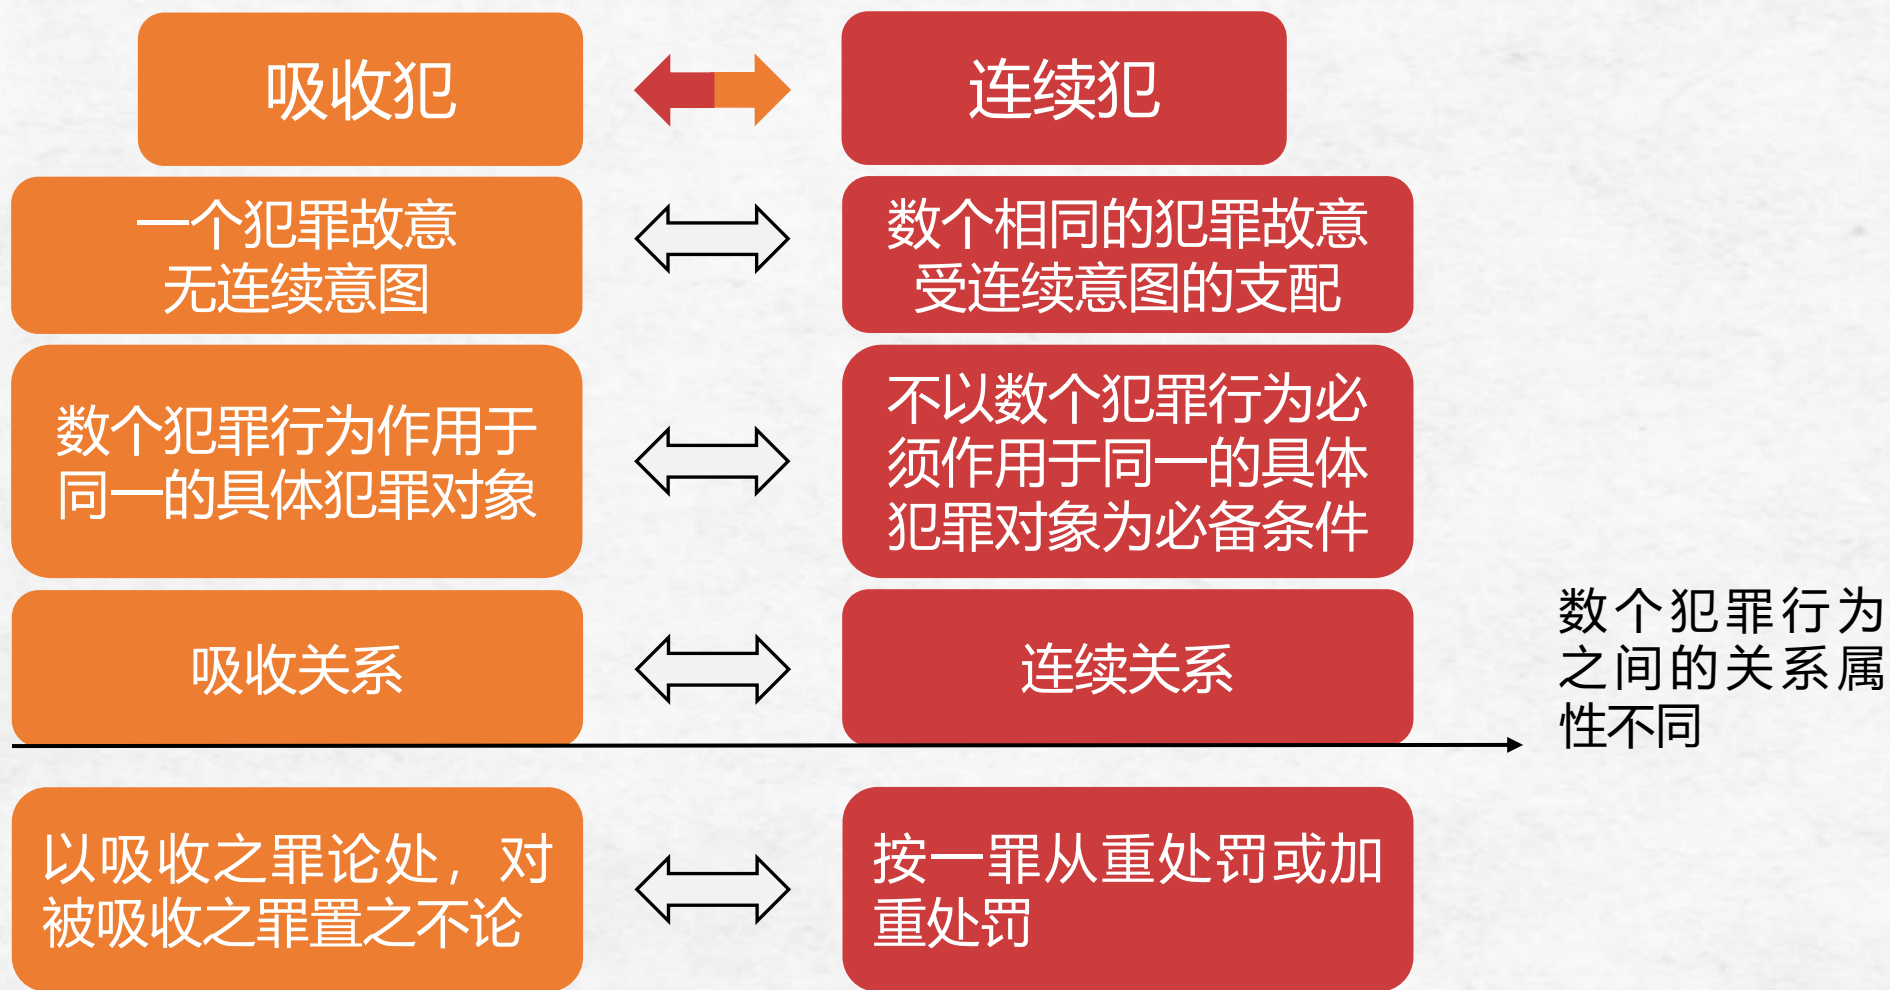 吸收犯
连续犯
一个犯罪故意
无连续意图
数个相同的犯罪故意
受连续意图的支配
数个犯罪行为作用于
同一的具体犯罪对象
不以数个犯罪行为必
须作用于同一的具体
犯罪对象为必备条件
吸收关系
连续关系
数个犯罪行为
之间的关系属
性不同
以吸收之罪论处，对
被吸收之罪置之不论
按一罪从重处罚或加
重处罚